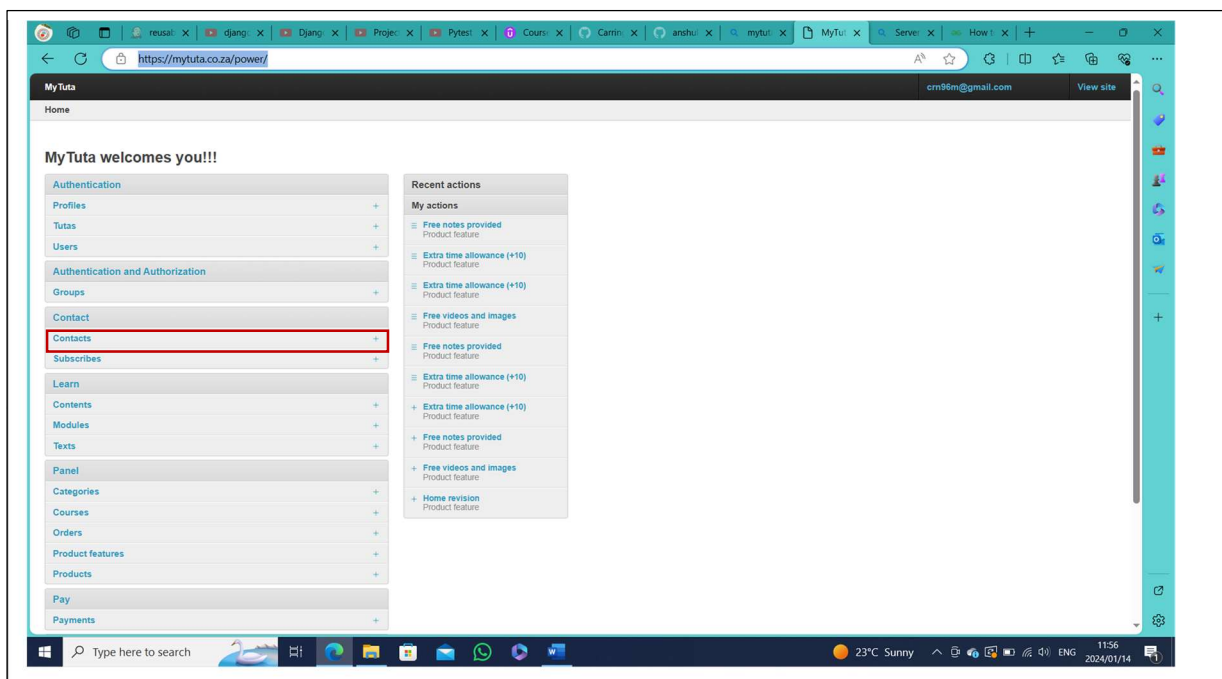 reusab
djang
Djang
Projec
Pytest
Course
Carring
anshul
mytut
MyTut
Server
How t
https://mytuta.co.za/power/
MyTuta
crn96m@gmail.com
View site
Home
MyTuta welcomes you!!!
Authentication
Profiles
Tutas
Users
Authentication and Authorization
Groups
Contact
Contacts
Subscribes
Learn
Contents
Modules
Texts
Panel
Categories
Courses
Orders
Product features
Products
Pay
Payments
Recent actions
My actions
Free notes provided
Product feature
Extra time allowance (+10)
Product feature
Extra time allowance (+10)
Product feature
Free videos and images
Product feature
Free notes provided
Product feature
Extra time allowance (+10)
Product feature
Extra time allowance (+10)
Product feature
Free notes provided
Product feature
Free videos and images
Product feature
Home revision
Product feature
Type here to search
23°C Sunny
ENG
11:56
2024/01/14